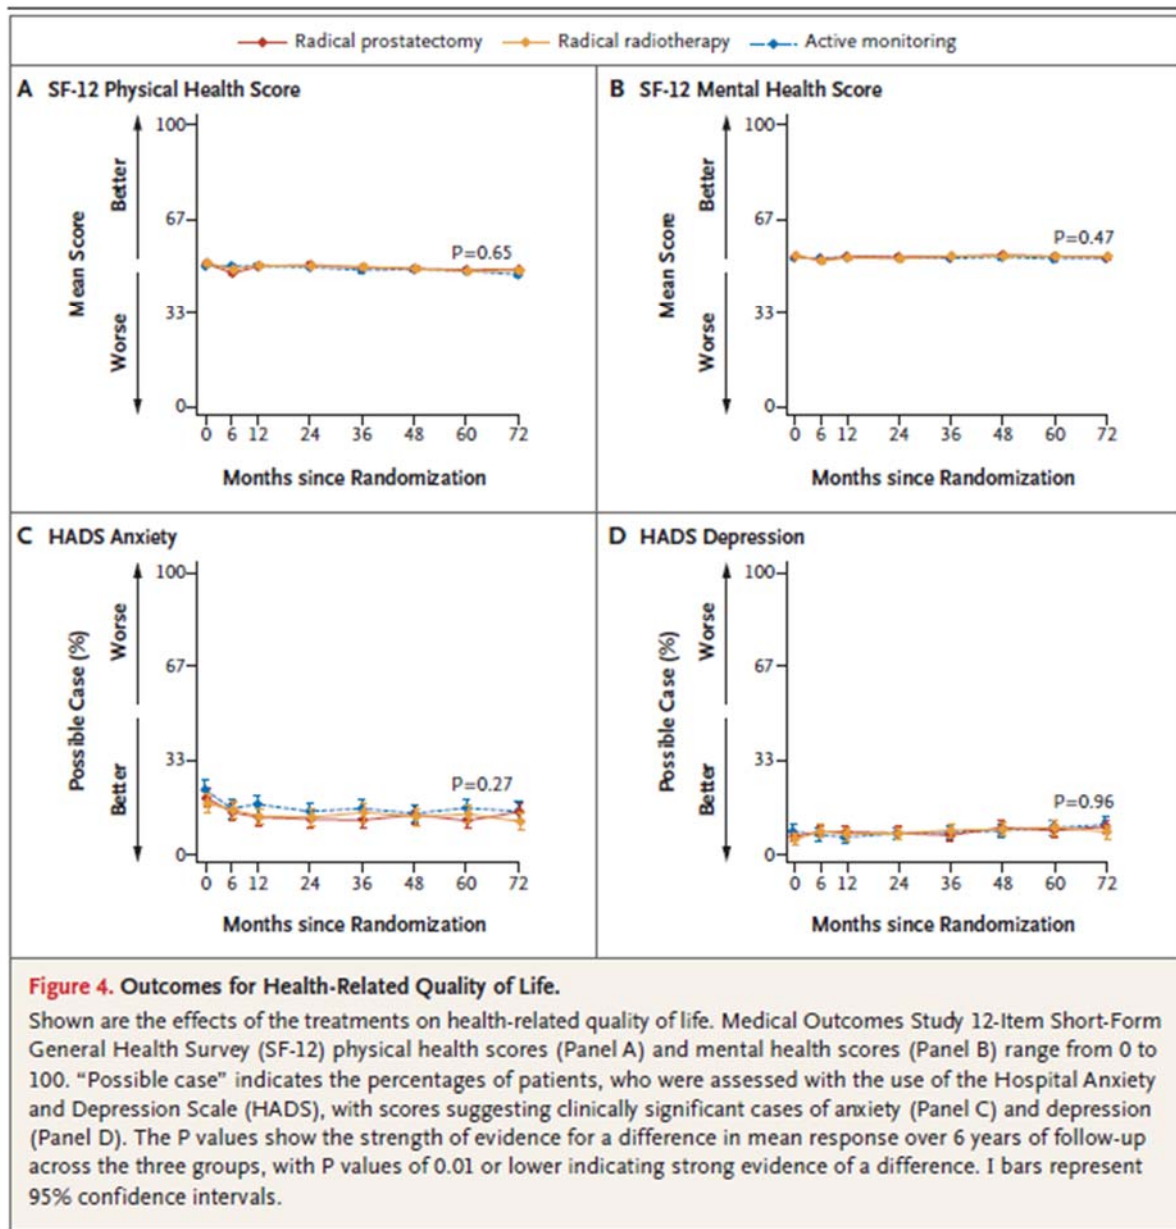 Radical prostatectomy Radical radiotherapy Active monitoring
A SF-12 Physical Health Score
Better
Worse
Mean Score
100
67
33
0
P=0.65
0 6 12 24 36 48 60 72
Months since Randomization
B SF-12 Mental Health Score
Better
Worse
Mean Score
100
67
33
0
P=0.47
0 6 12 24 36 48 60 72
Months since Randomization
C HADS Anxiety
Worse
Better
Possible Case (%)
100
67
33
0
P=0.27
0 6 12 24 36 48 60 72
Months since Randomization
D HADS Depression
Worse
Better
Possible Case (%)
100
67
33
0
P=0.96
0 6 12 24 36 48 60 72
Months since Randomization
Figure 4. Outcomes for Health-Related Quality of Life.
Shown are the effects of the treatments on health-related quality of life. Medical Outcomes Study 12-Item Short-Form
General Health Survey (SF-12) physical health scores (Panel A) and mental health scores (Panel B) range from 0 to
100. “Possible case” indicates the percentages of patients, who were assessed with the use of the Hospital Anxiety
and Depression Scale (HADS), with scores suggesting clinically significant cases of anxiety (Panel C) and depression
(Panel D). The P values show the strength of evidence for a difference in mean response over 6 years of follow-up
across the three groups, with P values of 0.01 or lower indicating strong evidence of a difference. I bars represent
95% confidence intervals.